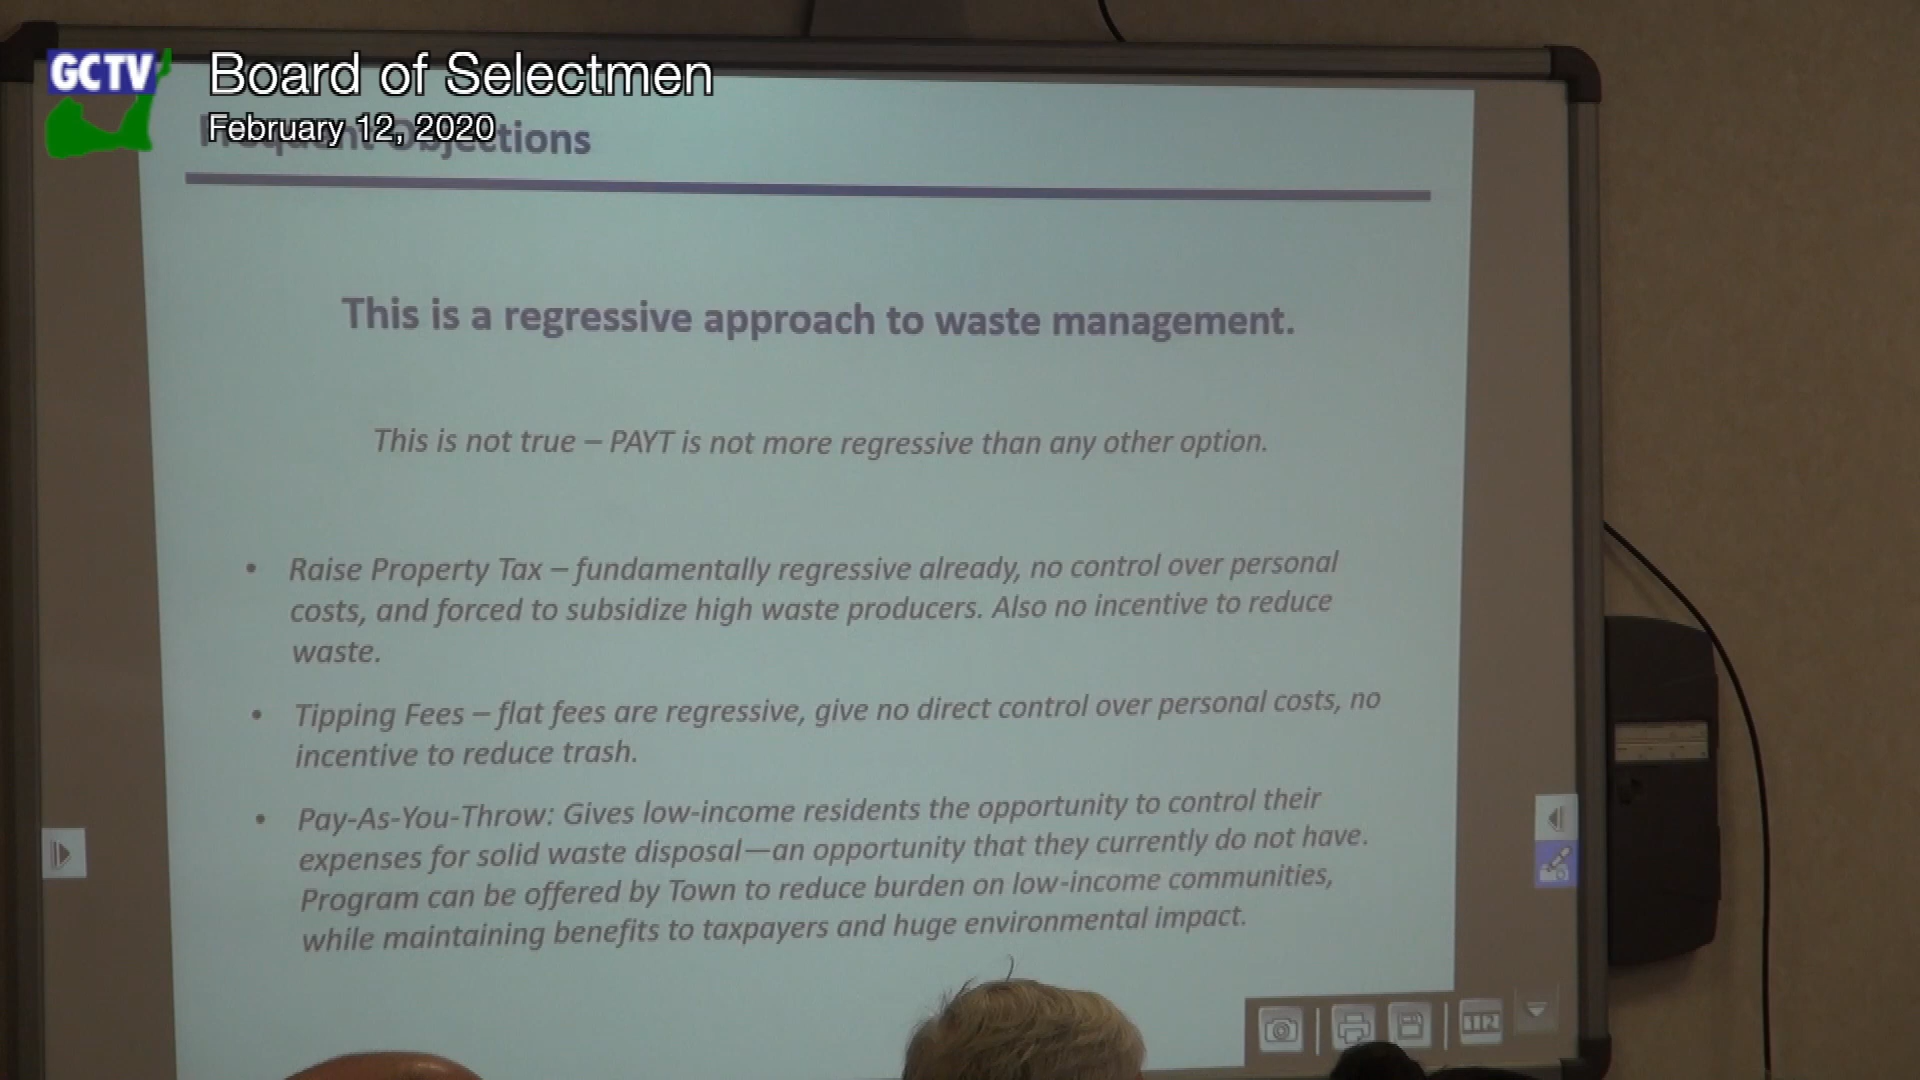 GCTV
Board of Selectmen
February 12, 2020
Frequent Objections
This is a regressive approach to waste management.
This is not true – PAYT is not more regressive than any other option.
• Raise Property Tax – fundamentally regressive already, no control over personal
costs, and forced to subsidize high waste producers. Also no incentive to reduce
waste.
• Tipping Fees – flat fees are regressive, give no direct control over personal costs, no
incentive to reduce trash.
• Pay-As-You-Throw: Gives low-income residents the opportunity to control their
expenses for solid waste disposal—an opportunity that they currently do not have.
Program can be offered by Town to reduce burden on low-income communities,
while maintaining benefits to taxpayers and huge environmental impact.